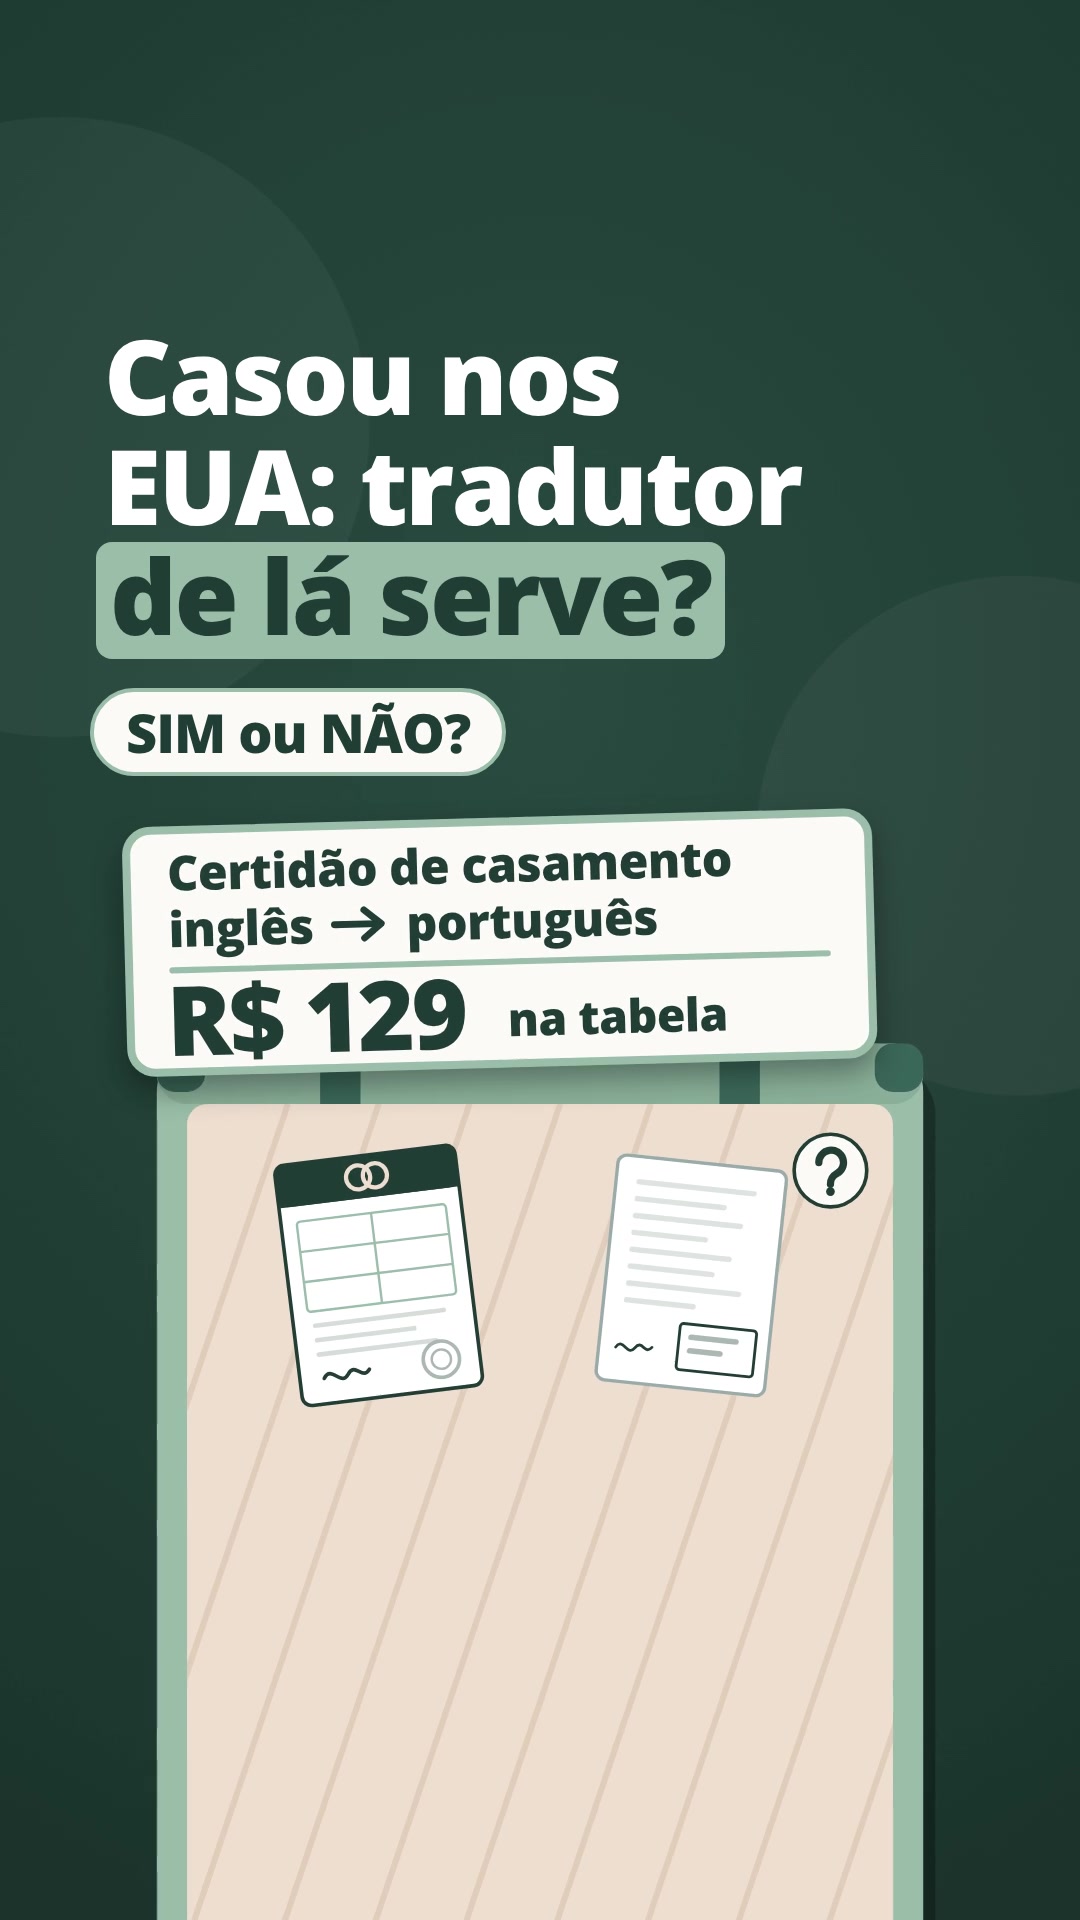 Casou nos
EUA: tradutor
de lá serve?
SIM ou NÃO?
Certidão de casamento
inglês → português
R$ 129 na tabela
?